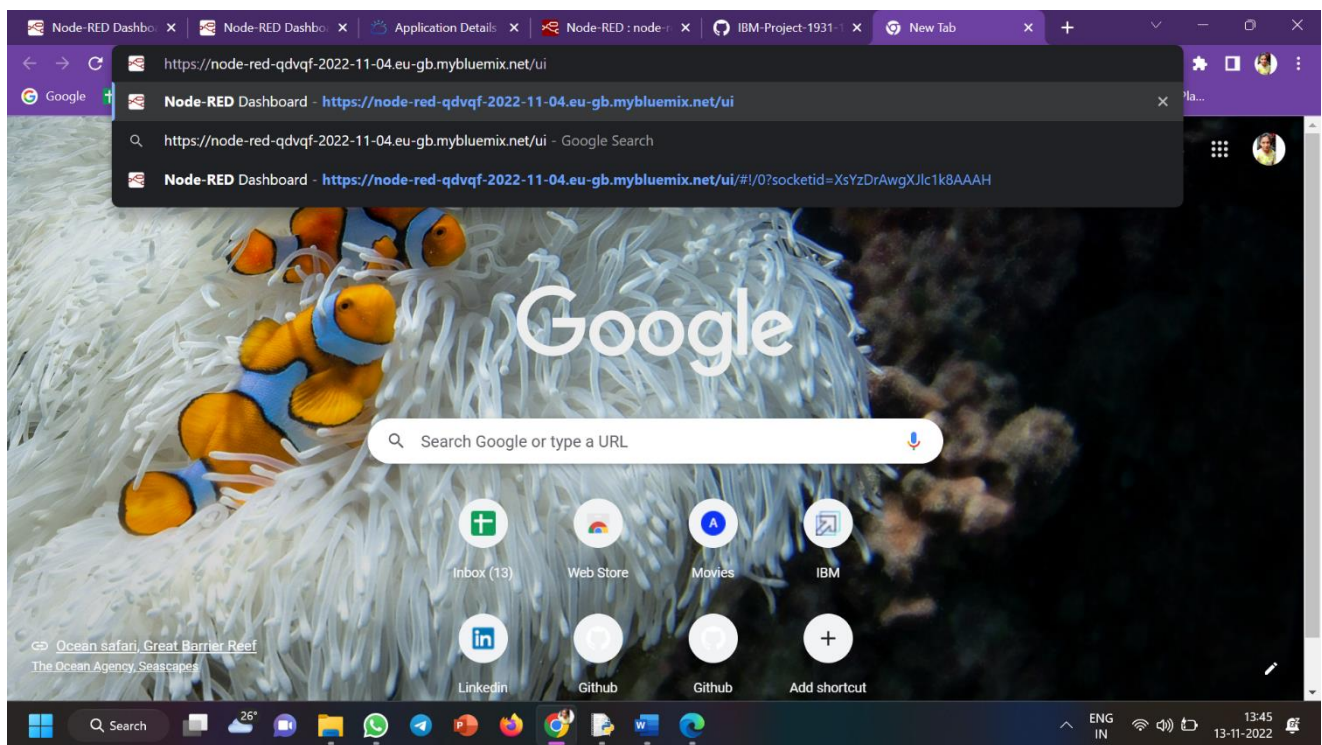 Node-RED Dashbo
Node-RED Dashbo
Application Details
Node-RED : node-r
IBM-Project-1931-1
New Tab
https://node-red-qdvqf-2022-11-04.eu-gb.mybluemix.net/ui
Google
Pla...
Node-RED Dashboard - https://node-red-qdvqf-2022-11-04.eu-gb.mybluemix.net/ui
https://node-red-qdvqf-2022-11-04.eu-gb.mybluemix.net/ui - Google Search
Node-RED Dashboard - https://node-red-qdvqf-2022-11-04.eu-gb.mybluemix.net/ui/#!/0?socketid=XsYzDrAwgXJlc1k8AAAH
Google
Search Google or type a URL
Inbox (13)
Web Store
A
Movies
IBM
in
Linkedin
Github
Github
Add shortcut
Ocean safari, Great Barrier Reef
The Ocean Agency, Seascapes
Search
26°
ENG
IN
13:45
13-11-2022